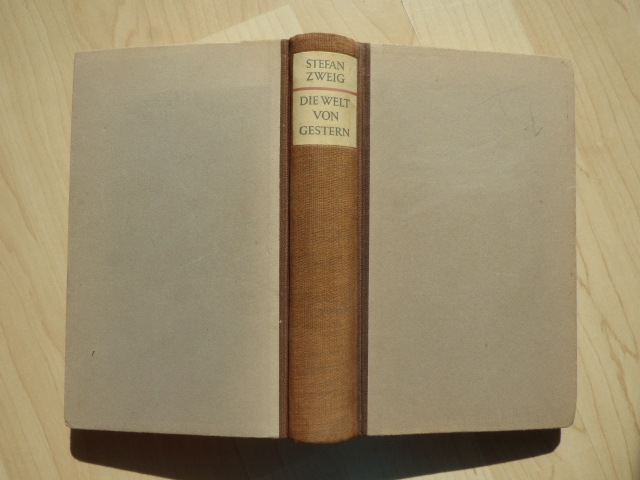 STEFAN
ZWEIG
DIE WELT
VON
GESTERN